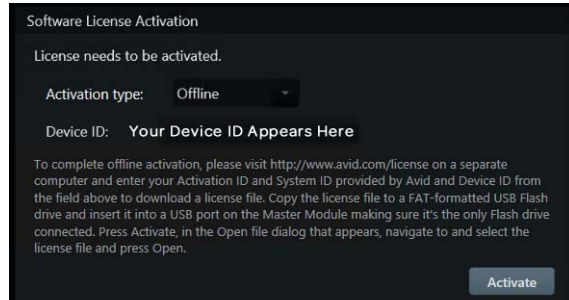 Software License Activation
License needs to be activated.
Activation type: Offline
Device ID: Your Device ID Appears Here
To complete offline activation, please visit http://www.avid.com/license on a separate
computer and enter your Activation ID and System ID provided by Avid and Device ID from
the field above to download a license file. Copy the license file to a FAT-formatted USB Flash
drive and insert it into a USB port on the Master Module making sure it's the only Flash drive
connected. Press Activate, in the Open file dialog that appears, navigate to and select the
license file and press Open.
Activate